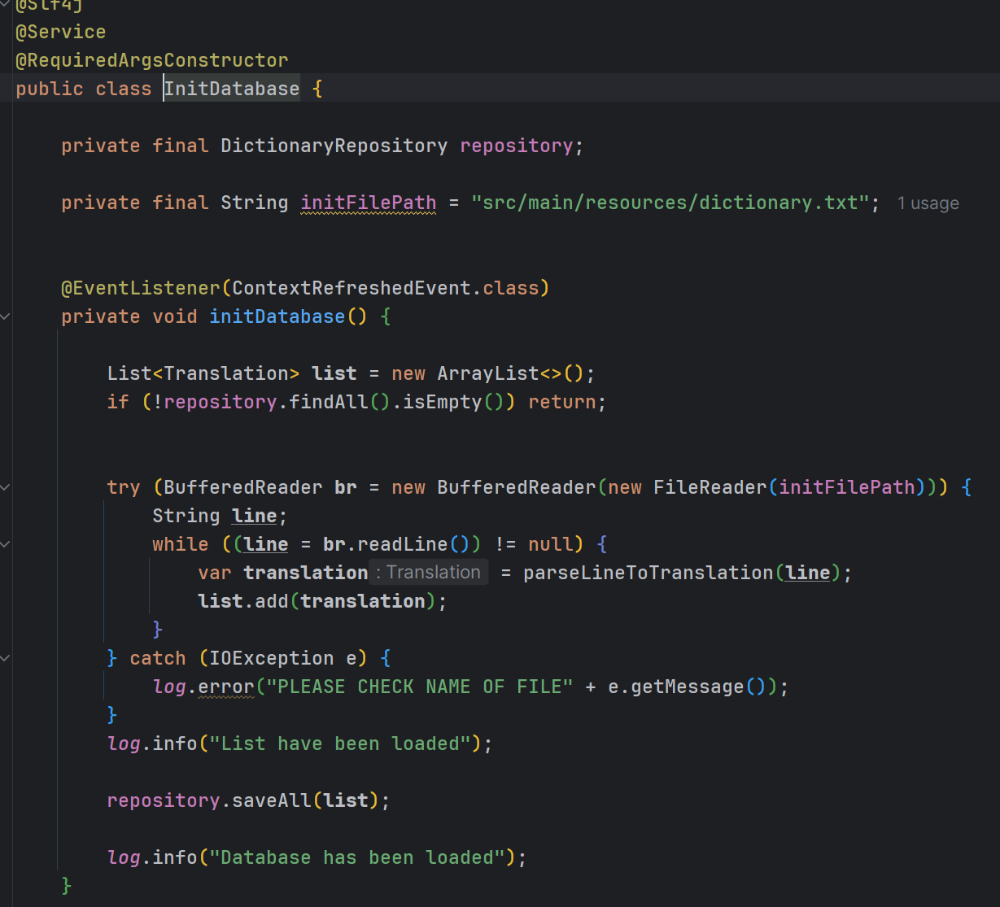 @Slf4j
@Service
@RequiredArgsConstructor
public class InitDatabase {
private final DictionaryRepository repository;
private final String initFilePath = "src/main/resources/dictionary.txt"; 1 usage
@EventListener(ContextRefreshedEvent.class)
private void initDatabase() {
List<Translation> list = new ArrayList<>();
if (!repository.findAll().isEmpty()) return;
try (BufferedReader br = new BufferedReader(new FileReader(initFilePath))) {
String line;
while ((line = br.readLine()) != null) {
var translation : Translation = parseLineToTranslation(line);
list.add(translation);
}
} catch (IOException e) {
log.error("PLEASE CHECK NAME OF FILE" + e.getMessage());
}
log.info("List have been loaded");
repository.saveAll(list);
log.info("Database has been loaded");
}